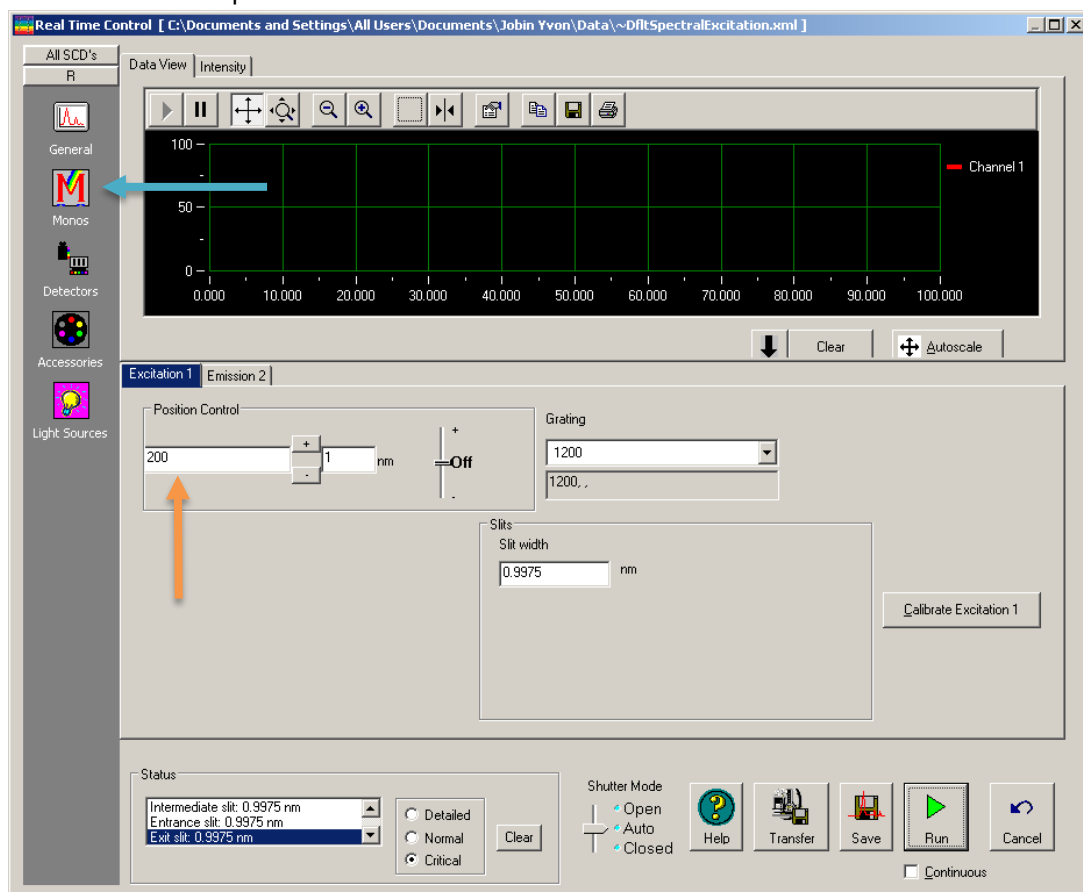 Real Time Control [ C:\Documents and Settings\All Users\Documents\Jobin Yvon\Data\~DfltSpectralExcitation.xml ]
All SCD's
R
General
Monos
Detectors
Accessories
Light Sources
Data View Intensity
100
50
0
Channel 1
0.000 10.000 20.000 30.000 40.000 50.000 60.000 70.000 80.000 90.000 100.000
Clear Autoscale
Excitation 1 Emission 2
Position Control
200 + - 1 nm
+
Off
-
Grating
1200
1200, ,
Slits
Slit width
0.9975 nm
Calibrate Excitation 1
Status
Intermediate slit: 0.9975 nm
Entrance slit: 0.9975 nm
Exit slit: 0.9975 nm
Detailed
Normal
Critical
Clear
Shutter Mode
Open
Auto
Closed
Help Transfer Save Run Cancel
Continuous